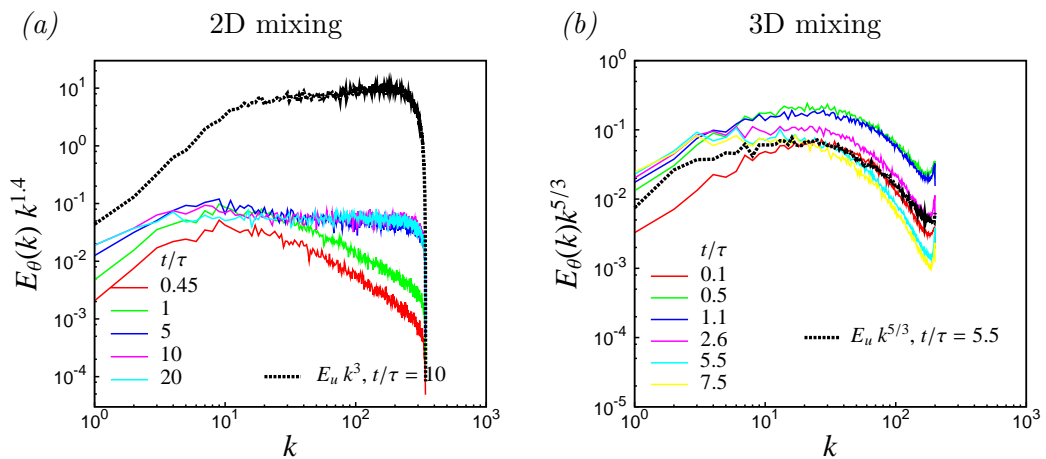 (a) 2D mixing
10^1
10^0
10^-1
10^-2
10^-3
10^-4
E_θ(k) k^1.4
t/τ
0.45
1
5
10
20
E_u k^3, t/τ = 10
10^0 10^1 10^2 10^3
k
(b) 3D mixing
10^0
10^-1
10^-2
10^-3
10^-4
10^-5
E_θ(k)k^5/3
t/τ
0.1
0.5
1.1
2.6
5.5
7.5
E_u k^5/3, t/τ = 5.5
10^0 10^1 10^2 10^3
k